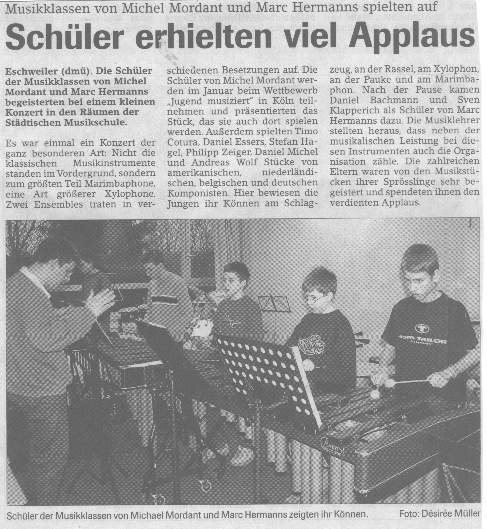 Musikklassen von Michel Mordant und Marc Hermanns spielten auf
Schüler erhielten viel Applaus
Eschweiler (dmü). Die Schüler
der Musikklassen von Michel
Mordant und Marc Hermanns
begeisterten bei einem kleinen
Konzert in den Räumen der
Städtischen Musikschule.
Es war einmal ein Konzert der
ganz besonderen Art: Nicht die
klassischen Musikinstrumente
standen im Vordergrund, sondern
zum größten Teil Marimbaphone,
eine Art größerer Xylophone.
Zwei Ensembles traten in ver-
schiedenen Besetzungen auf. Die
Schüler von Michel Mordant wer-
den im Januar beim Wettbewerb
„Jugend musiziert" in Köln teil-
nehmen und präsentierten das
Stück, das sie auch dort spielen
werden. Außerdem spielten Timo
Cotura, Daniel Essers, Stefan Ha-
gel, Philipp Zeiger, Daniel Michel
und Andreas Wolf Stücke von
amerikanischen, niederländi-
schen, belgischen und deutschen
Komponisten. Hier bewiesen die
Jungen ihr Können am Schlag-
zeug, an der Rassel, am Xylophon,
an der Pauke und am Marimba-
phon. Nach der Pause kamen
Daniel Bachmann und Sven
Klapperich als Schüler von Marc
Hermanns dazu. Die Musiklehrer
stellten heraus, dass neben der
musikalischen Leistung bei die-
sen Instrumenten auch die Orga-
nisation zähle. Die zahlreichen
Eltern waren von den Musikstü-
cken ihrer Sprösslinge sehr be-
geistert und spendeten ihnen den
verdienten Applaus.
Schüler der Musikklassen von Michael Mordant und Marc Hermanns zeigten ihr Können. Foto: Désirée Müller